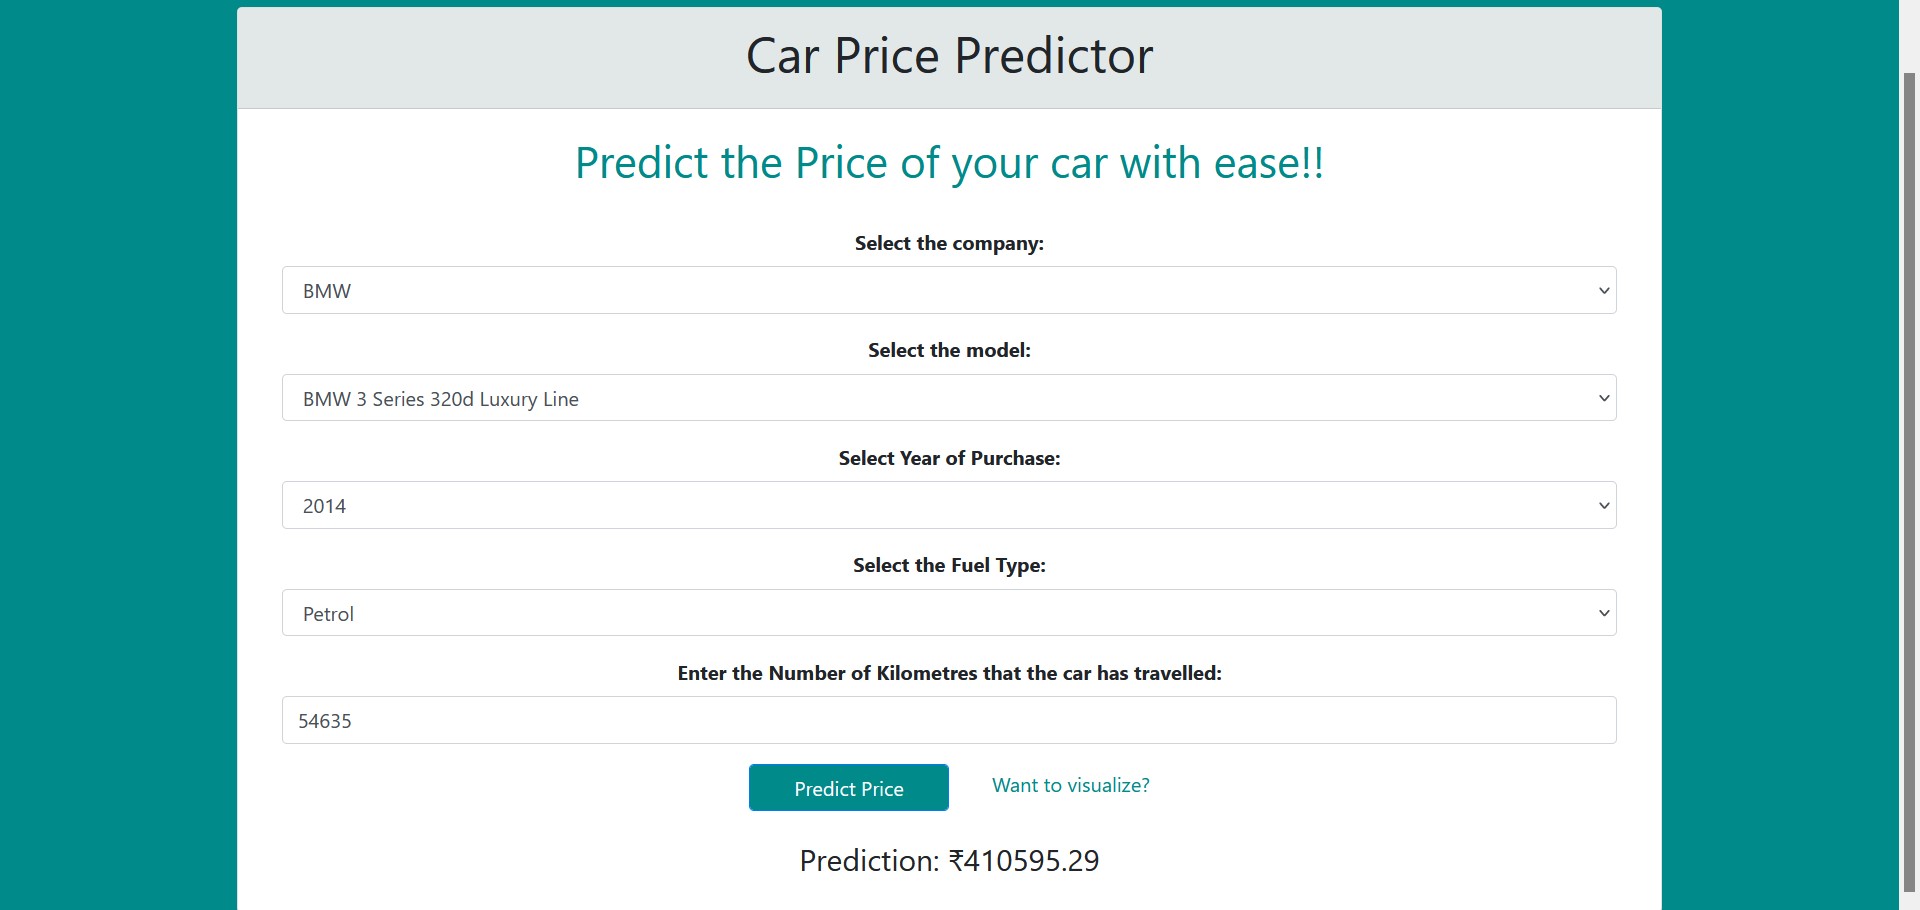 Car Price Predictor
Predict the Price of your car with ease!!
Select the company:
BMW
Select the model:
BMW 3 Series 320d Luxury Line
Select Year of Purchase:
2014
Select the Fuel Type:
Petrol
Enter the Number of Kilometres that the car has travelled:
54635
Predict Price Want to visualize?
Prediction: ₹410595.29